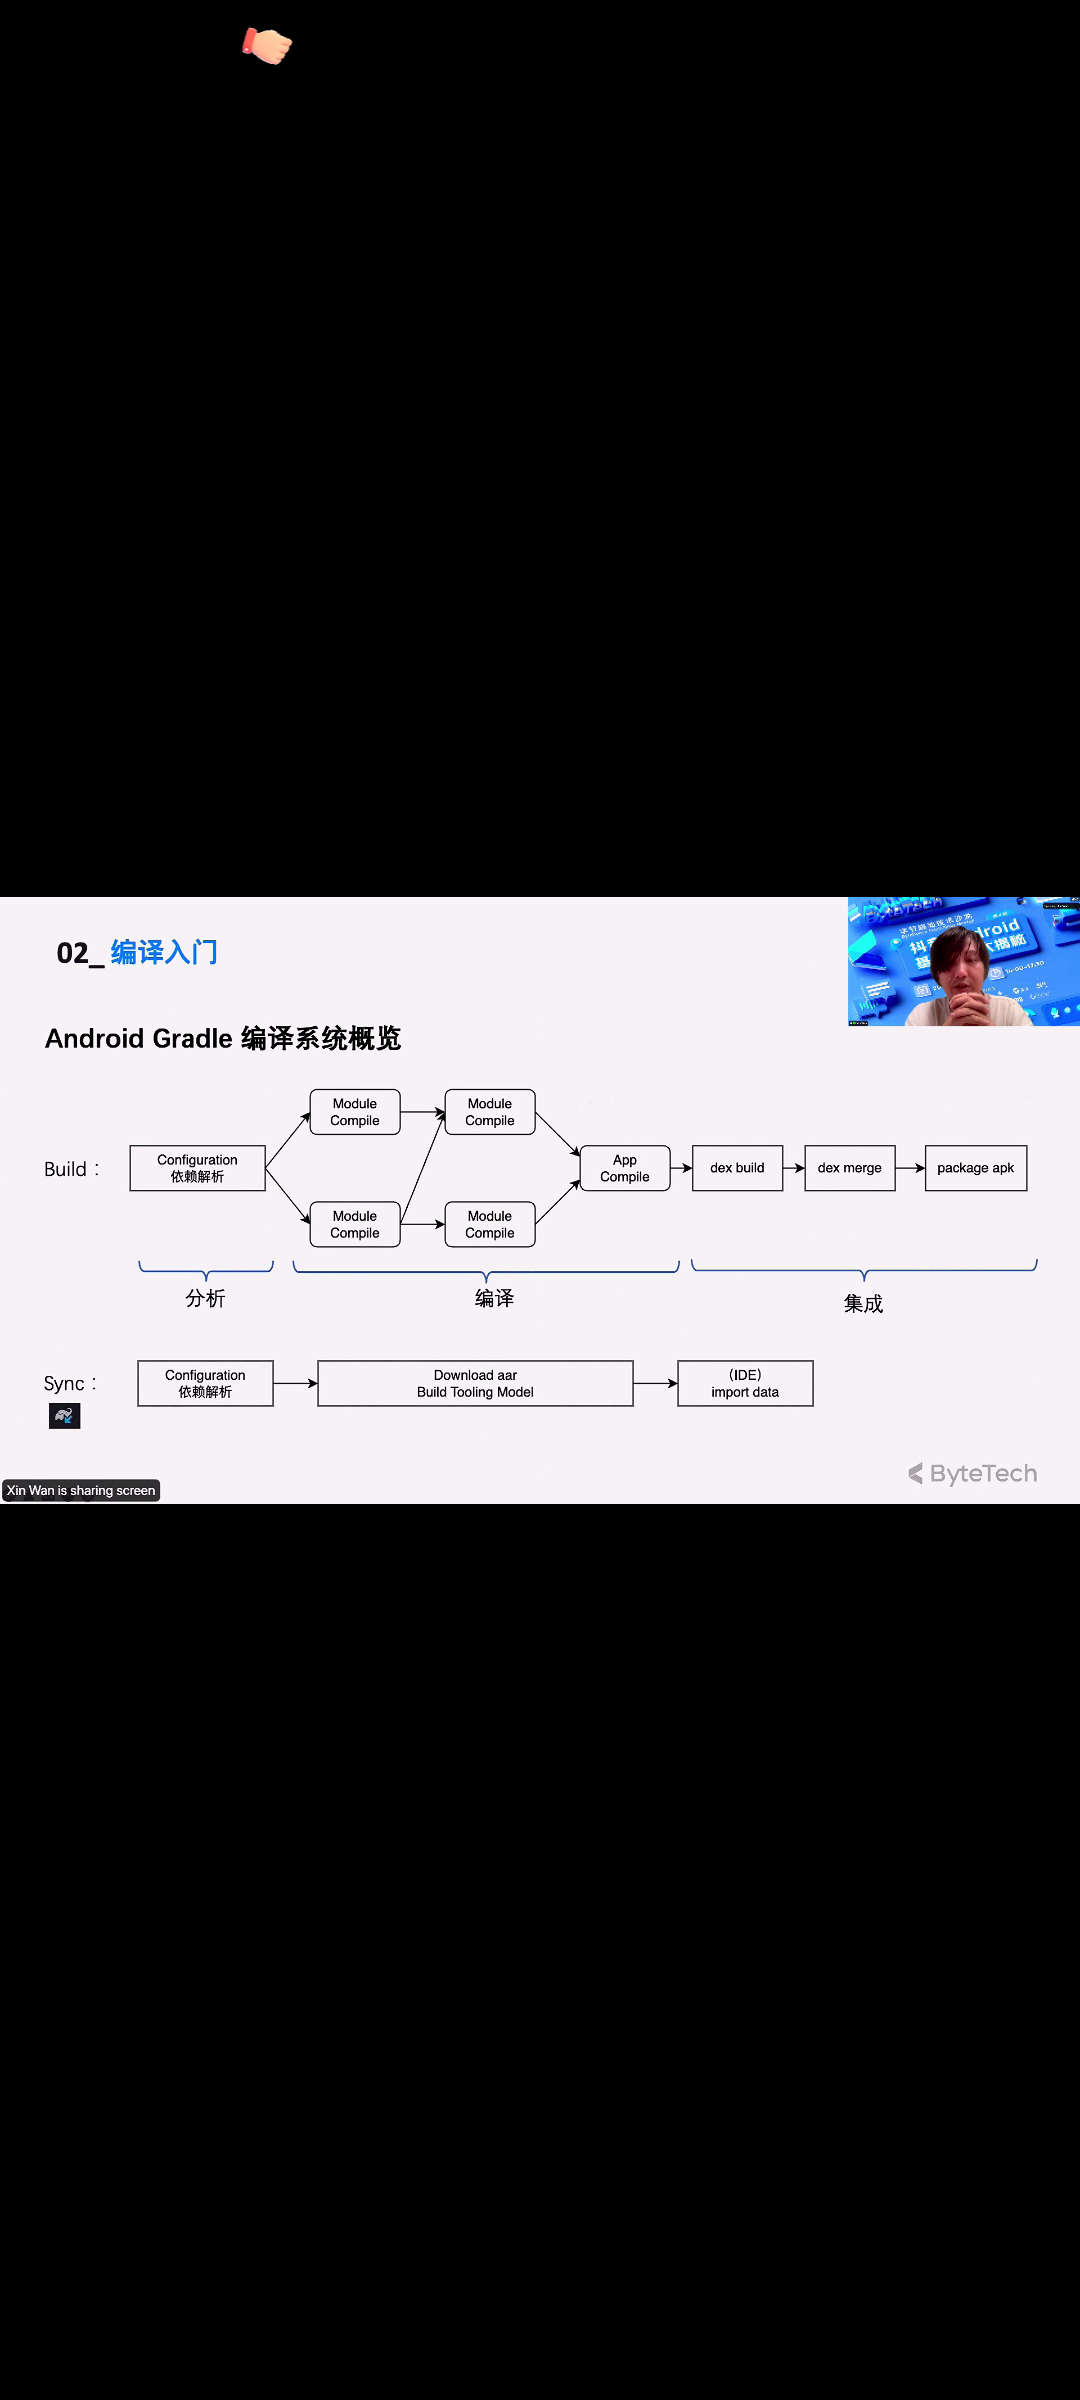 02_ 编译入门
Android Gradle 编译系统概览
Build：
Configuration
依赖解析
Module
Compile
Module
Compile
Module
Compile
Module
Compile
App
Compile
dex build
dex merge
package apk
分析
编译
集成
Sync：
Configuration
依赖解析
Download aar
Build Tooling Model
（IDE）
import data
ByteTech
Xin Wan is sharing screen